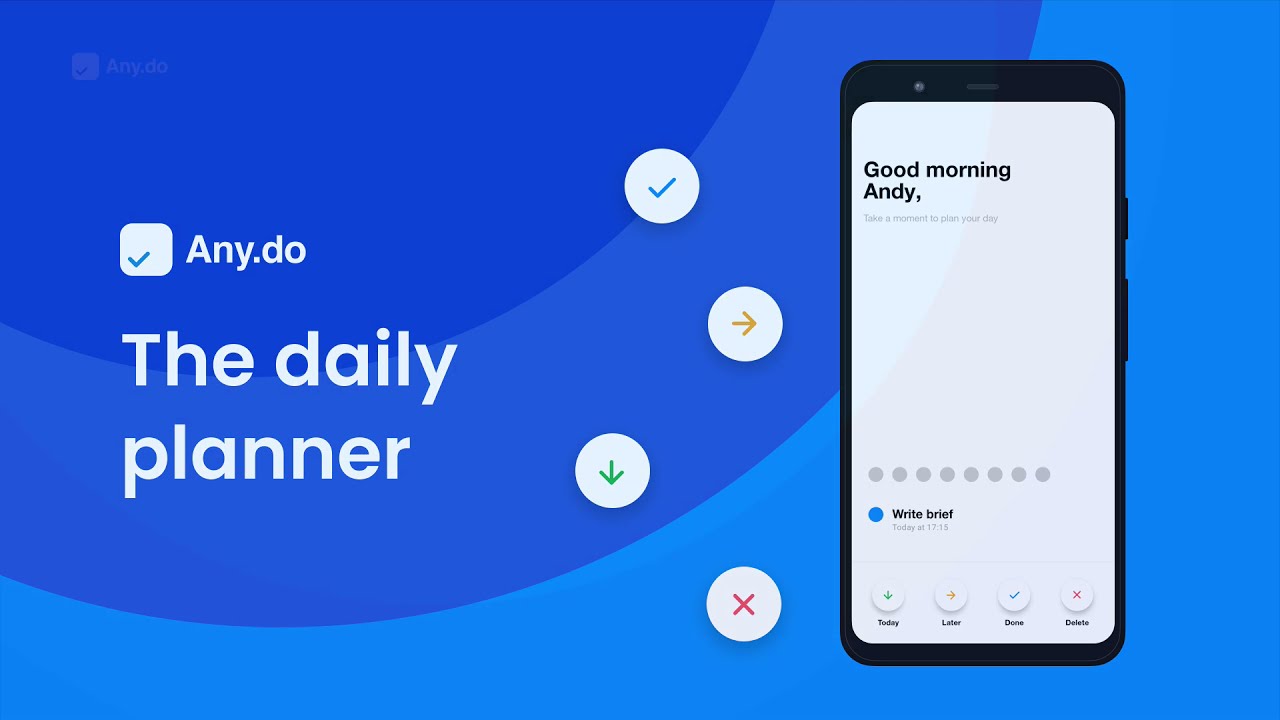 Any.do
Any.do
The daily
planner
Good morning
Andy,
Take a moment to plan your day
Write brief
Today at 17:15
Today
Later
Done
Delete